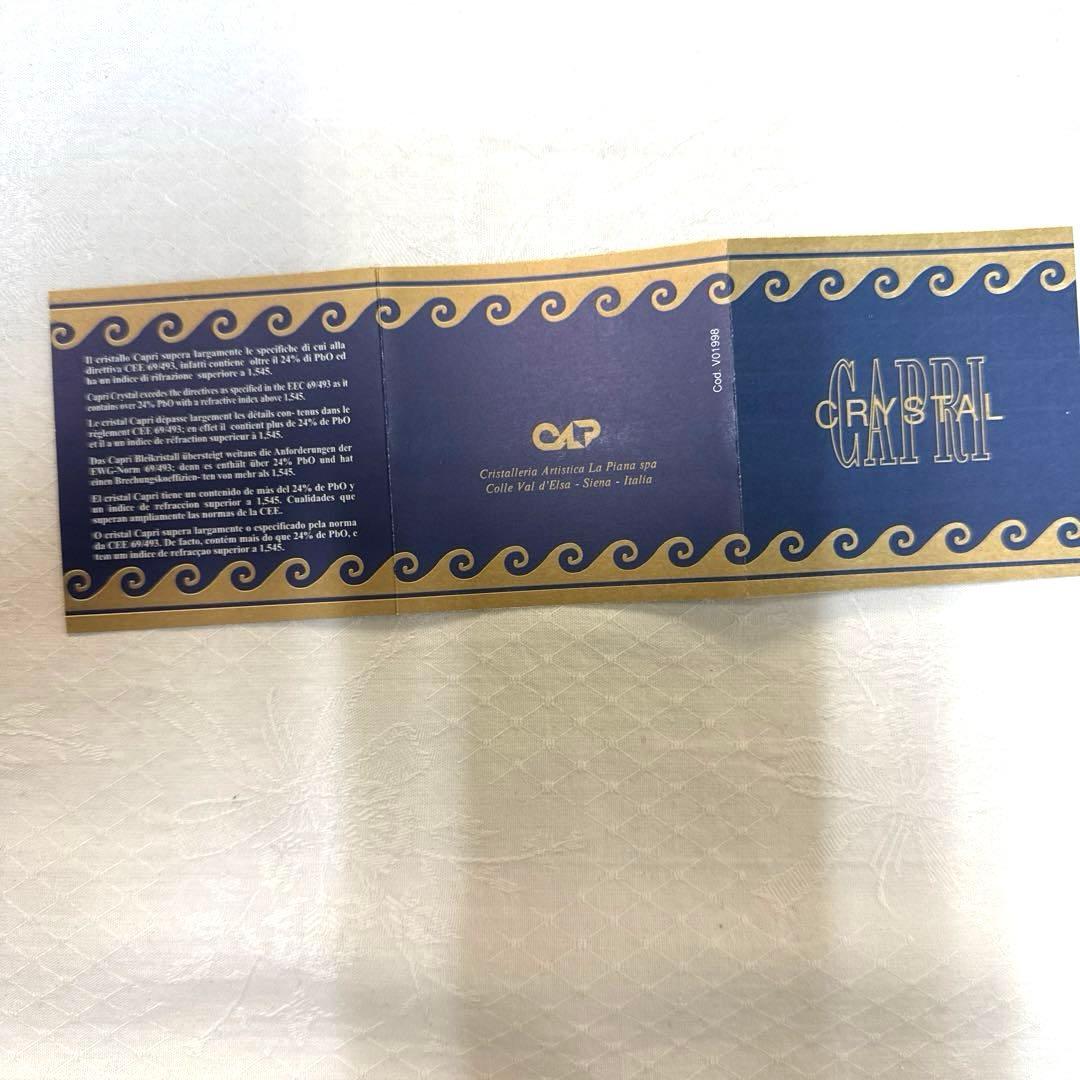 Il cristallo Capri supera largamente le specifiche di cui alla
direttiva CEE 69/493, infatti contiene oltre il 24% di PbO ed
ha un indice di rifrazione superiore a 1,545.
Capri Crystal excedes the directives as specified in the EEC 69/493 as it
contains over 24% PbO with a refractive index above 1,545.
Le cristal Capri dépasse largement les détails con- tenus dans le
règlement CEE 69/493; en effet il contient plus de 24% de PbO
et il a un indice de réfraction superieur à 1,545.
Das Capri Bleikristall übersteigt weitaus die Anforderungen der
EWG-Norm 69/493; denn es enthält über 24% PbO und hat
einen Brechungskoeffizien- ten von mehr als 1,545.
El cristal Capri tiene un contenido de màs del 24% de PbO y
un indice de refraccion superior a 1,545. Cualidades que
superan ampliamente las normas de la CEE.
O cristal Capri supera largamente o especificado pela norma
da CEE 69/493. De facto, contém mais do que 24% de PbO, e
tem um indice de refracçao superior a 1,545.
CALP
Cristalleria Artistica La Piana spa
Colle Val d'Elsa - Siena - Italia
Cod. V01998
CAPRI
CRYSTAL